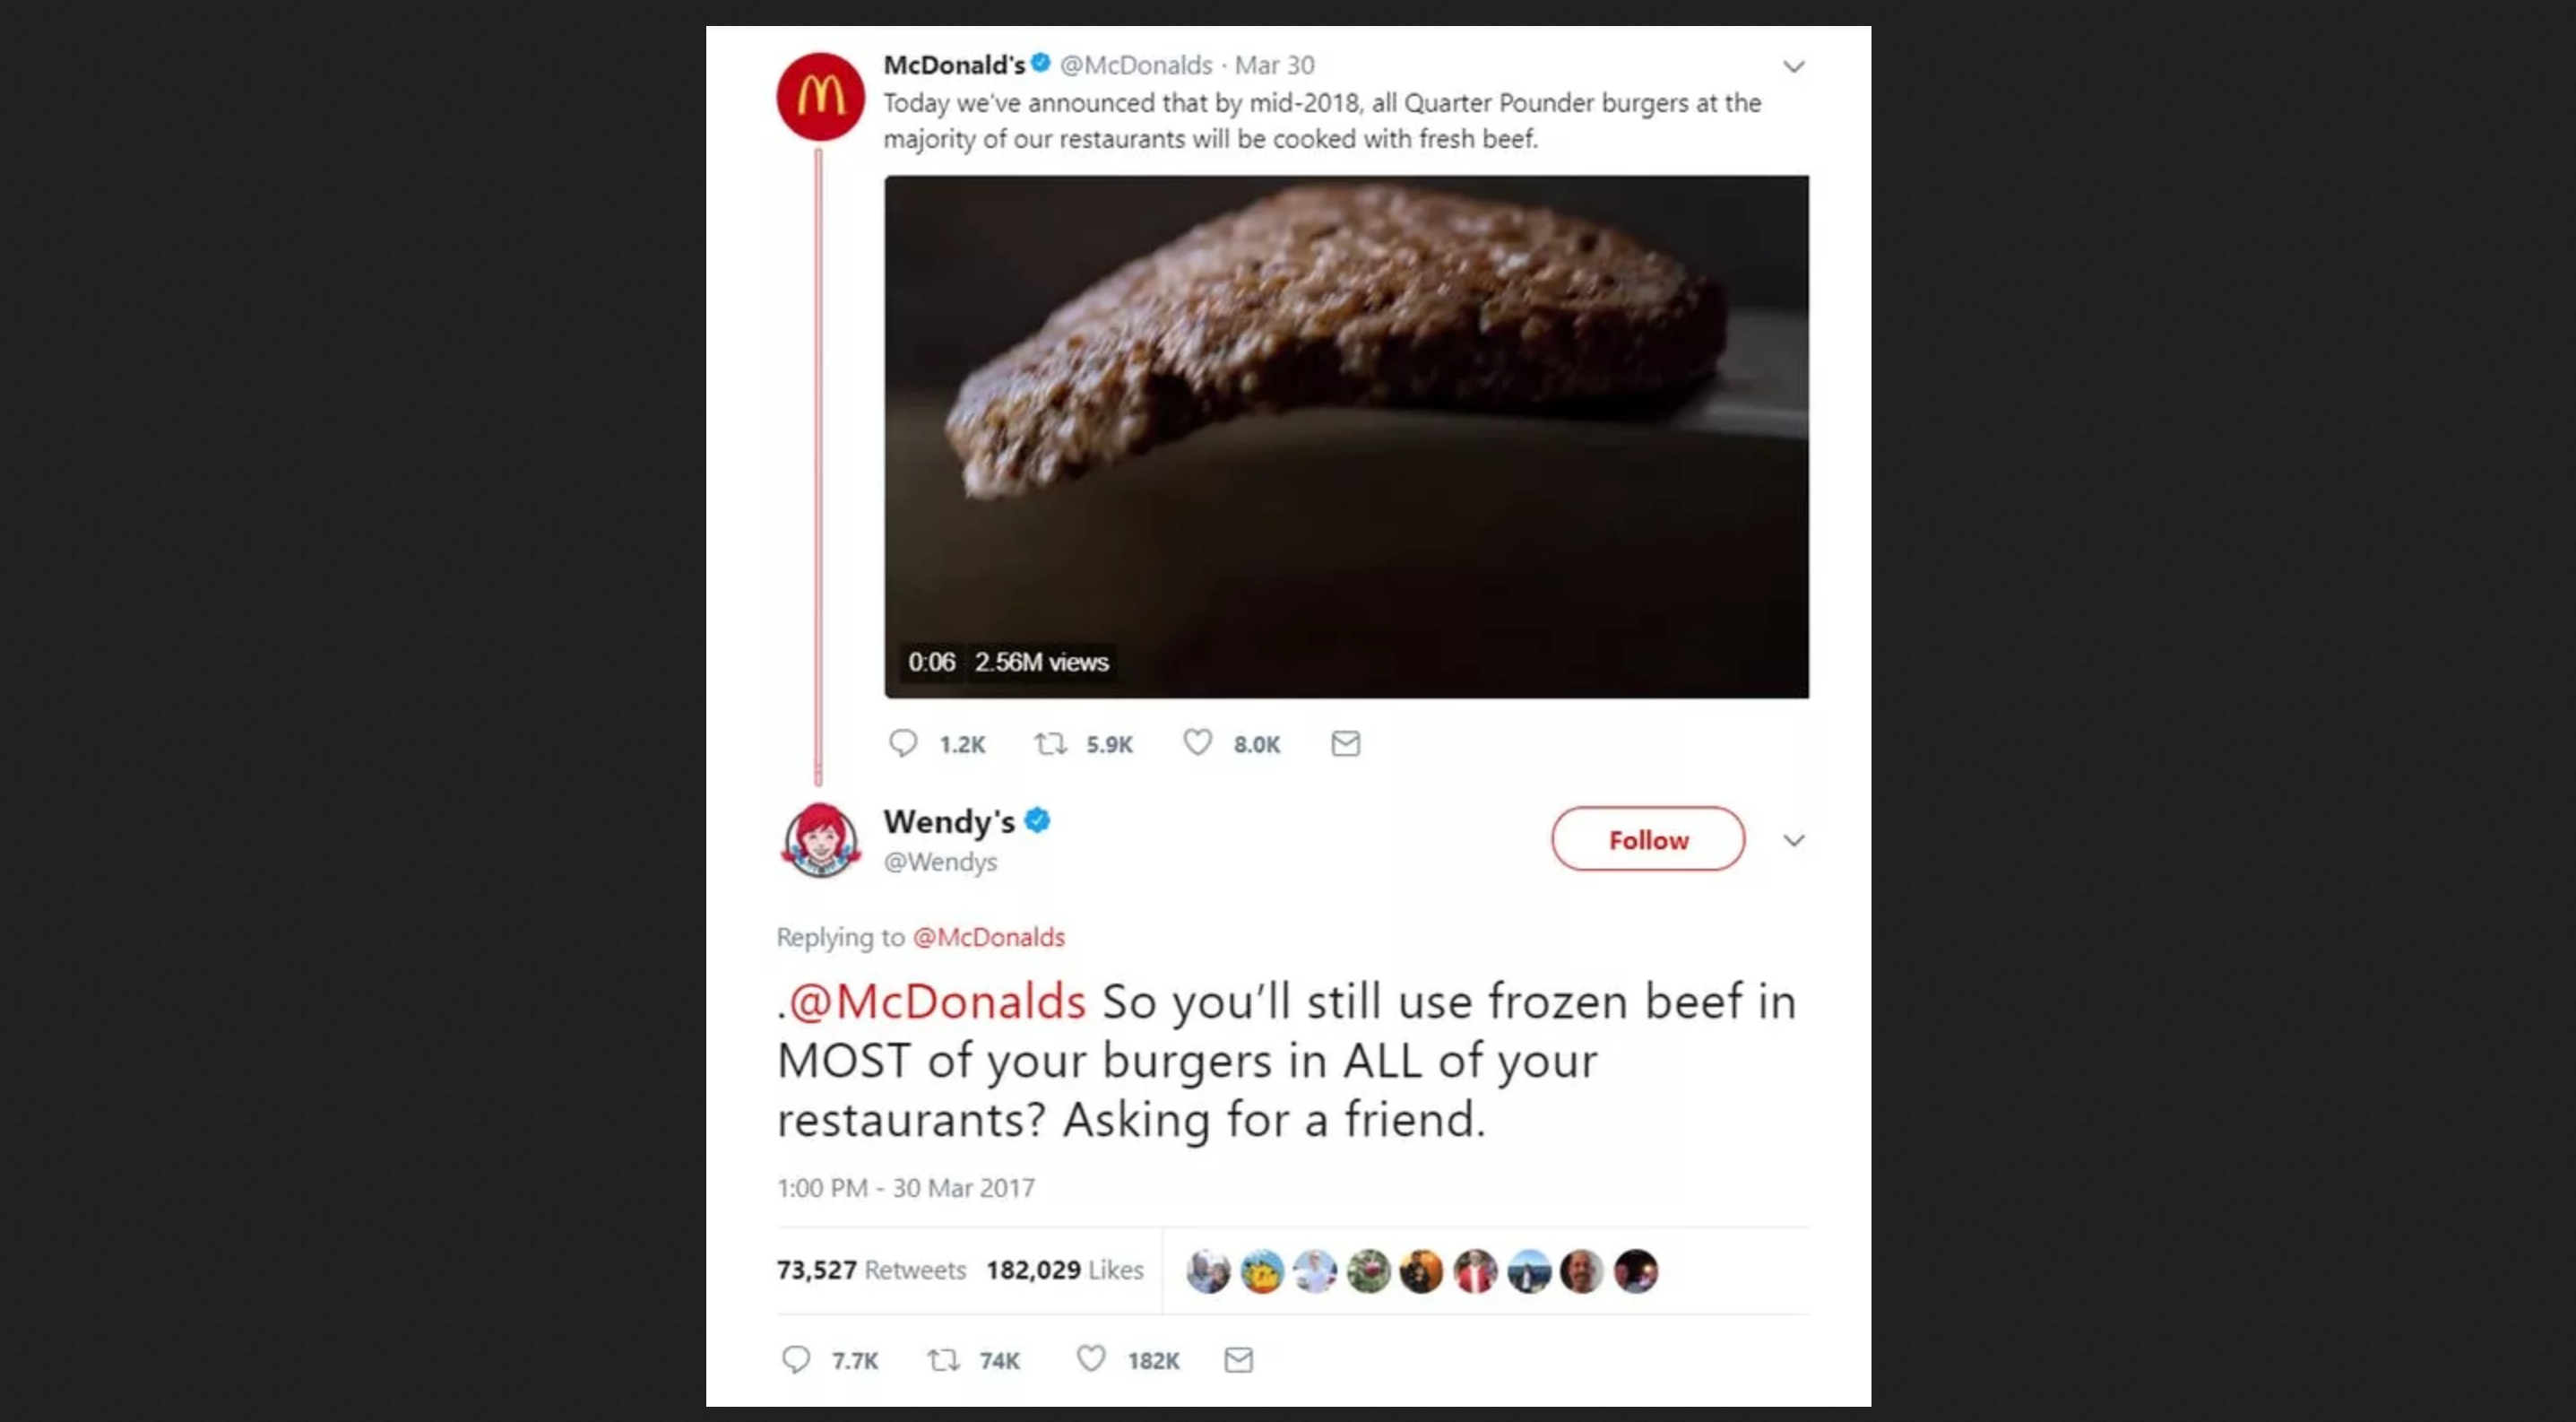 McDonald's @McDonalds · Mar 30
Today we've announced that by mid-2018, all Quarter Pounder burgers at the
majority of our restaurants will be cooked with fresh beef.
0:06 2.56M views
1.2K 5.9K 8.0K
Wendy's
@Wendys
Follow
Replying to @McDonalds
.@McDonalds So you’ll still use frozen beef in
MOST of your burgers in ALL of your
restaurants? Asking for a friend.
1:00 PM - 30 Mar 2017
73,527 Retweets 182,029 Likes
7.7K 74K 182K